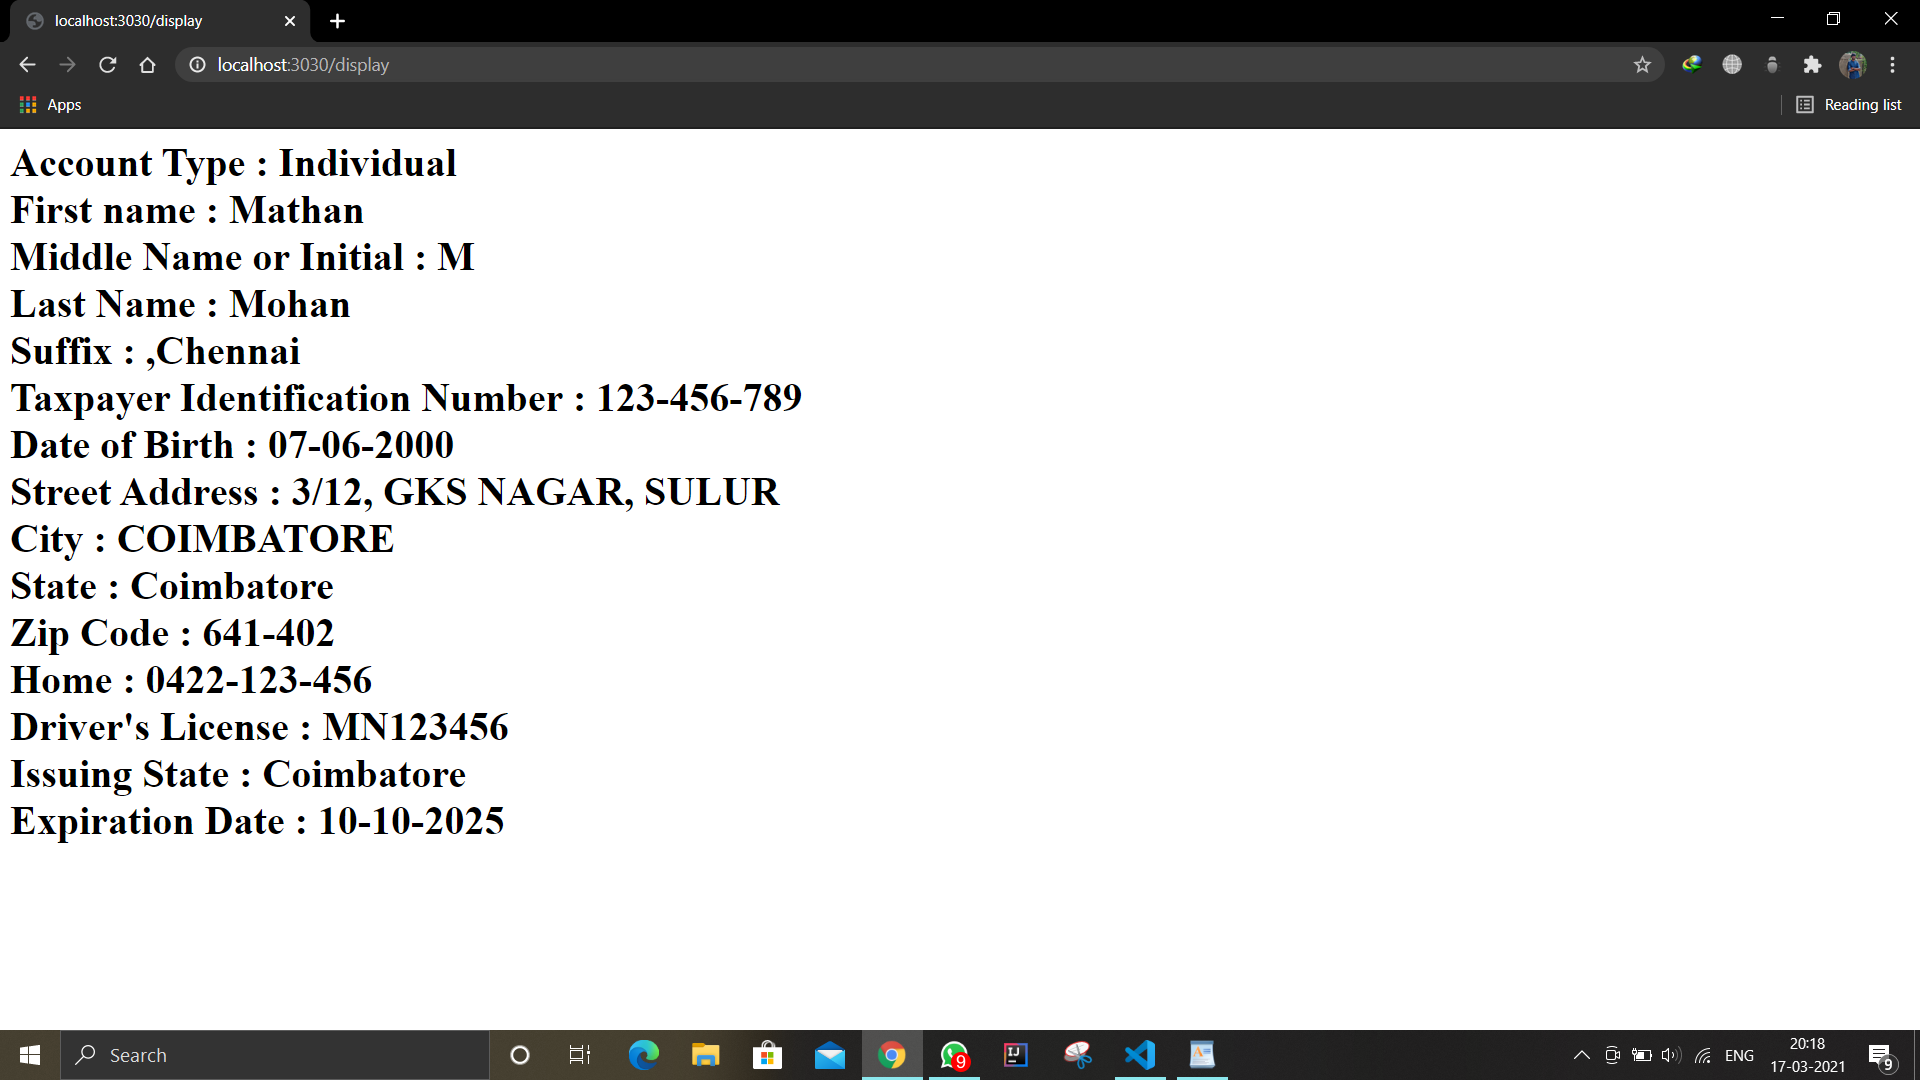 localhost:3030/display
localhost:3030/display
Apps
Reading list
Account Type : Individual
First name : Mathan
Middle Name or Initial : M
Last Name : Mohan
Suffix : ,Chennai
Taxpayer Identification Number : 123-456-789
Date of Birth : 07-06-2000
Street Address : 3/12, GKS NAGAR, SULUR
City : COIMBATORE
State : Coimbatore
Zip Code : 641-402
Home : 0422-123-456
Driver's License : MN123456
Issuing State : Coimbatore
Expiration Date : 10-10-2025
Search
9
IJ
ENG
20:18
17-03-2021
9